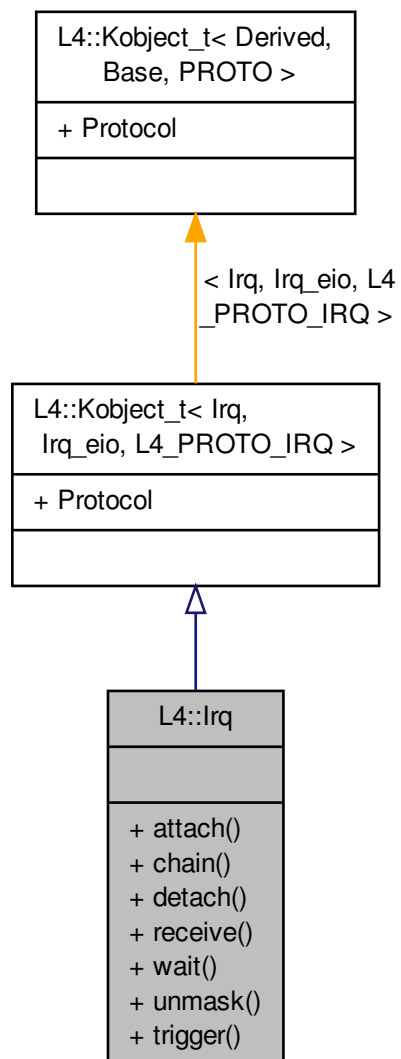 L4::Kobject_t< Derived,
Base, PROTO >
+ Protocol
< Irq, Irq_eio, L4
_PROTO_IRQ >
L4::Kobject_t< Irq,
Irq_eio, L4_PROTO_IRQ >
+ Protocol
L4::Irq
+ attach()
+ chain()
+ detach()
+ receive()
+ wait()
+ unmask()
+ trigger()